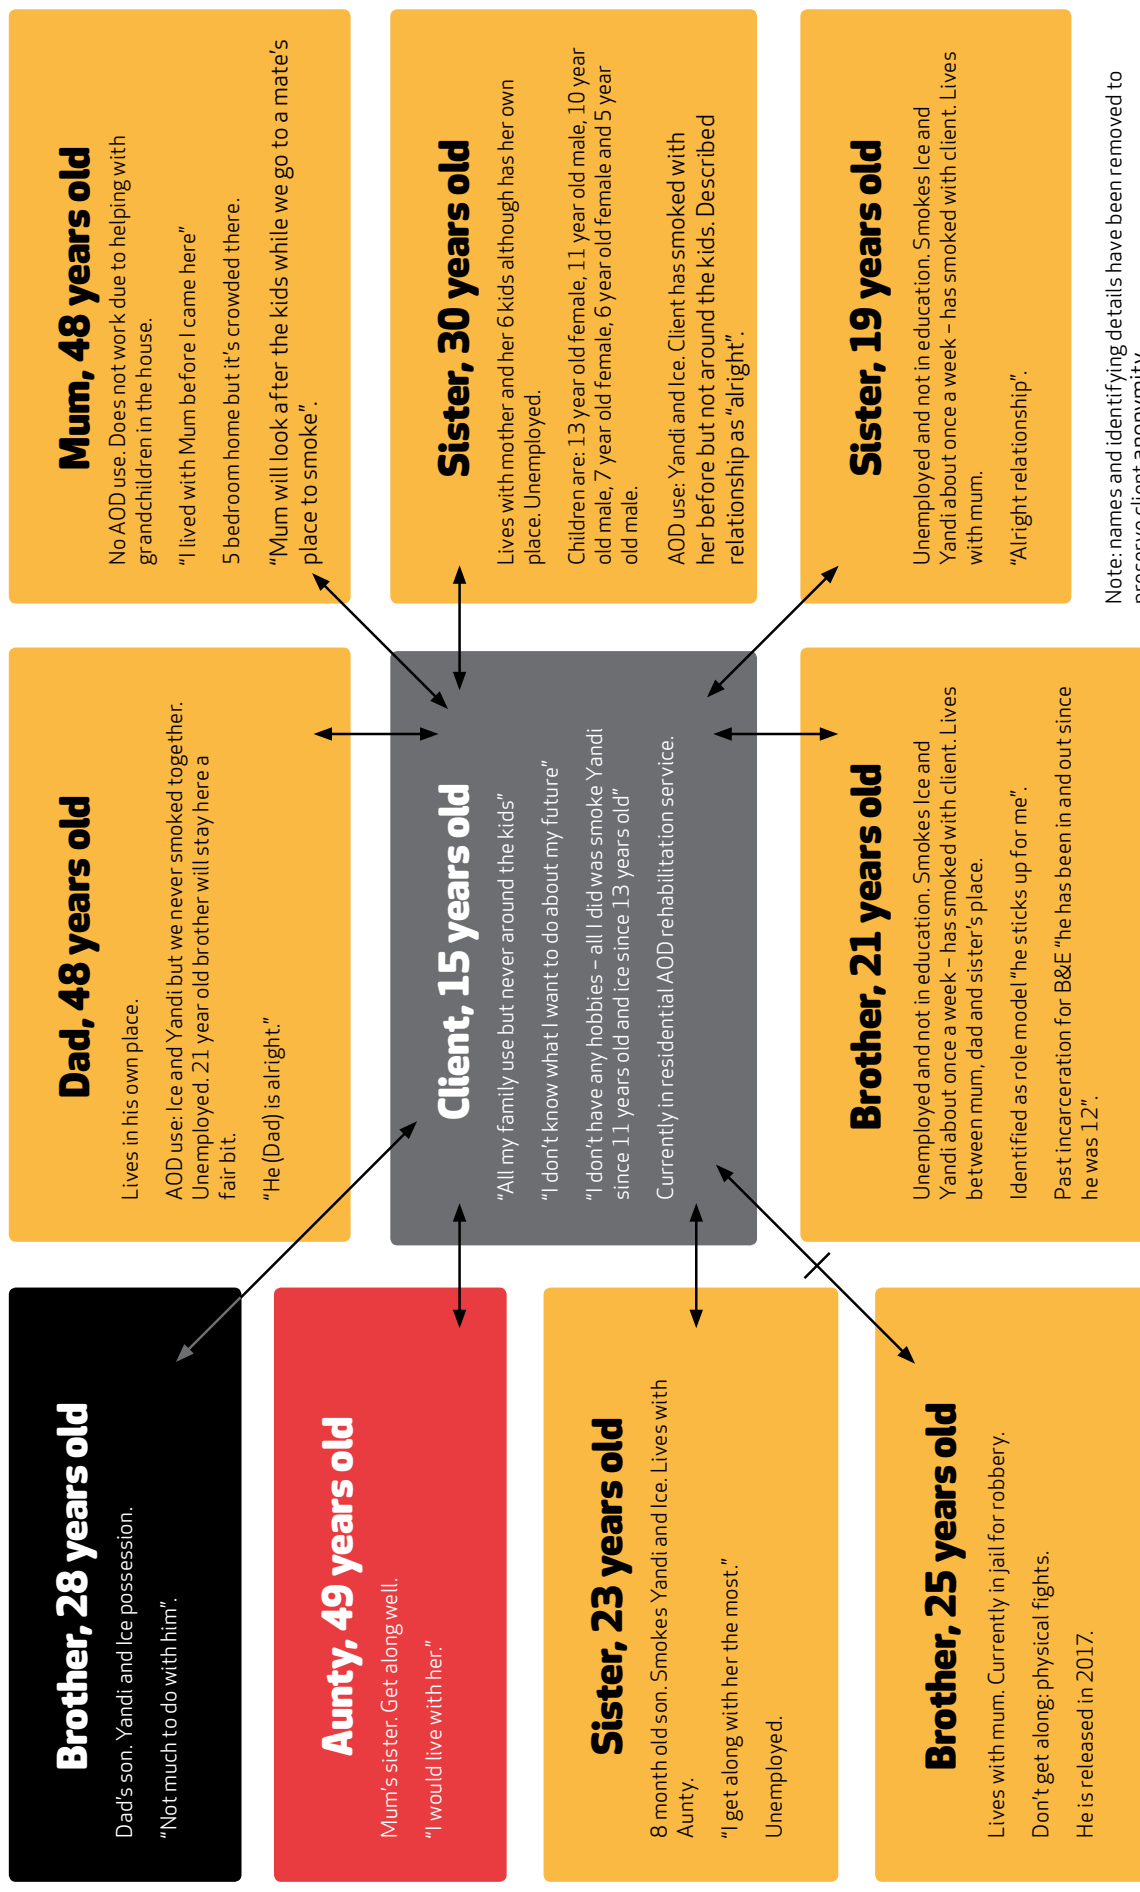 Brother, 28 years old
Dad's son. Yandi and Ice possession.
"Not much to do with him".
Dad, 48 years old
Lives in his own place.
AOD use: Ice and Yandi but we never smoked together.
Unemployed. 21 year old brother will stay here a
fair bit.
"He (Dad) is alright."
Mum, 48 years old
No AOD use. Does not work due to helping with
grandchildren in the house.
"I lived with Mum before I came here"
5 bedroom home but it's crowded there.
"Mum will look after the kids while we go to a mate's
place to smoke".
Aunty, 49 years old
Mum's sister. Get along well.
"I would live with her."
Client, 15 years old
"All my family use but never around the kids"
"I don't know what I want to do about my future"
"I don't have any hobbies – all I did was smoke Yandi
since 11 years old and ice since 13 years old"
Currently in residential AOD rehabilitation service.
Sister, 30 years old
Lives with mother and her 6 kids although has her own
place. Unemployed.
Children are: 13 year old female, 11 year old male, 10 year
old male, 7 year old female, 6 year old female and 5 year
old male.
AOD use: Yandi and Ice. Client has smoked with
her before but not around the kids. Described
relationship as "alright".
Sister, 23 years old
8 month old son. Smokes Yandi and Ice. Lives with
Aunty.
"I get along with her the most."
Unemployed.
Brother, 21 years old
Unemployed and not in education. Smokes Ice and
Yandi about once a week – has smoked with client. Lives
between mum, dad and sister's place.
Identified as role model "he sticks up for me".
Past incarceration for B&E "he has been in and out since
he was 12".
Sister, 19 years old
Unemployed and not in education. Smokes Ice and
Yandi about once a week – has smoked with client. Lives
with mum.
"Alright relationship".
Brother, 25 years old
Lives with mum. Currently in jail for robbery.
Don't get along: physical fights.
He is released in 2017.
Note: names and identifying details have been removed to
preserve client anonymity